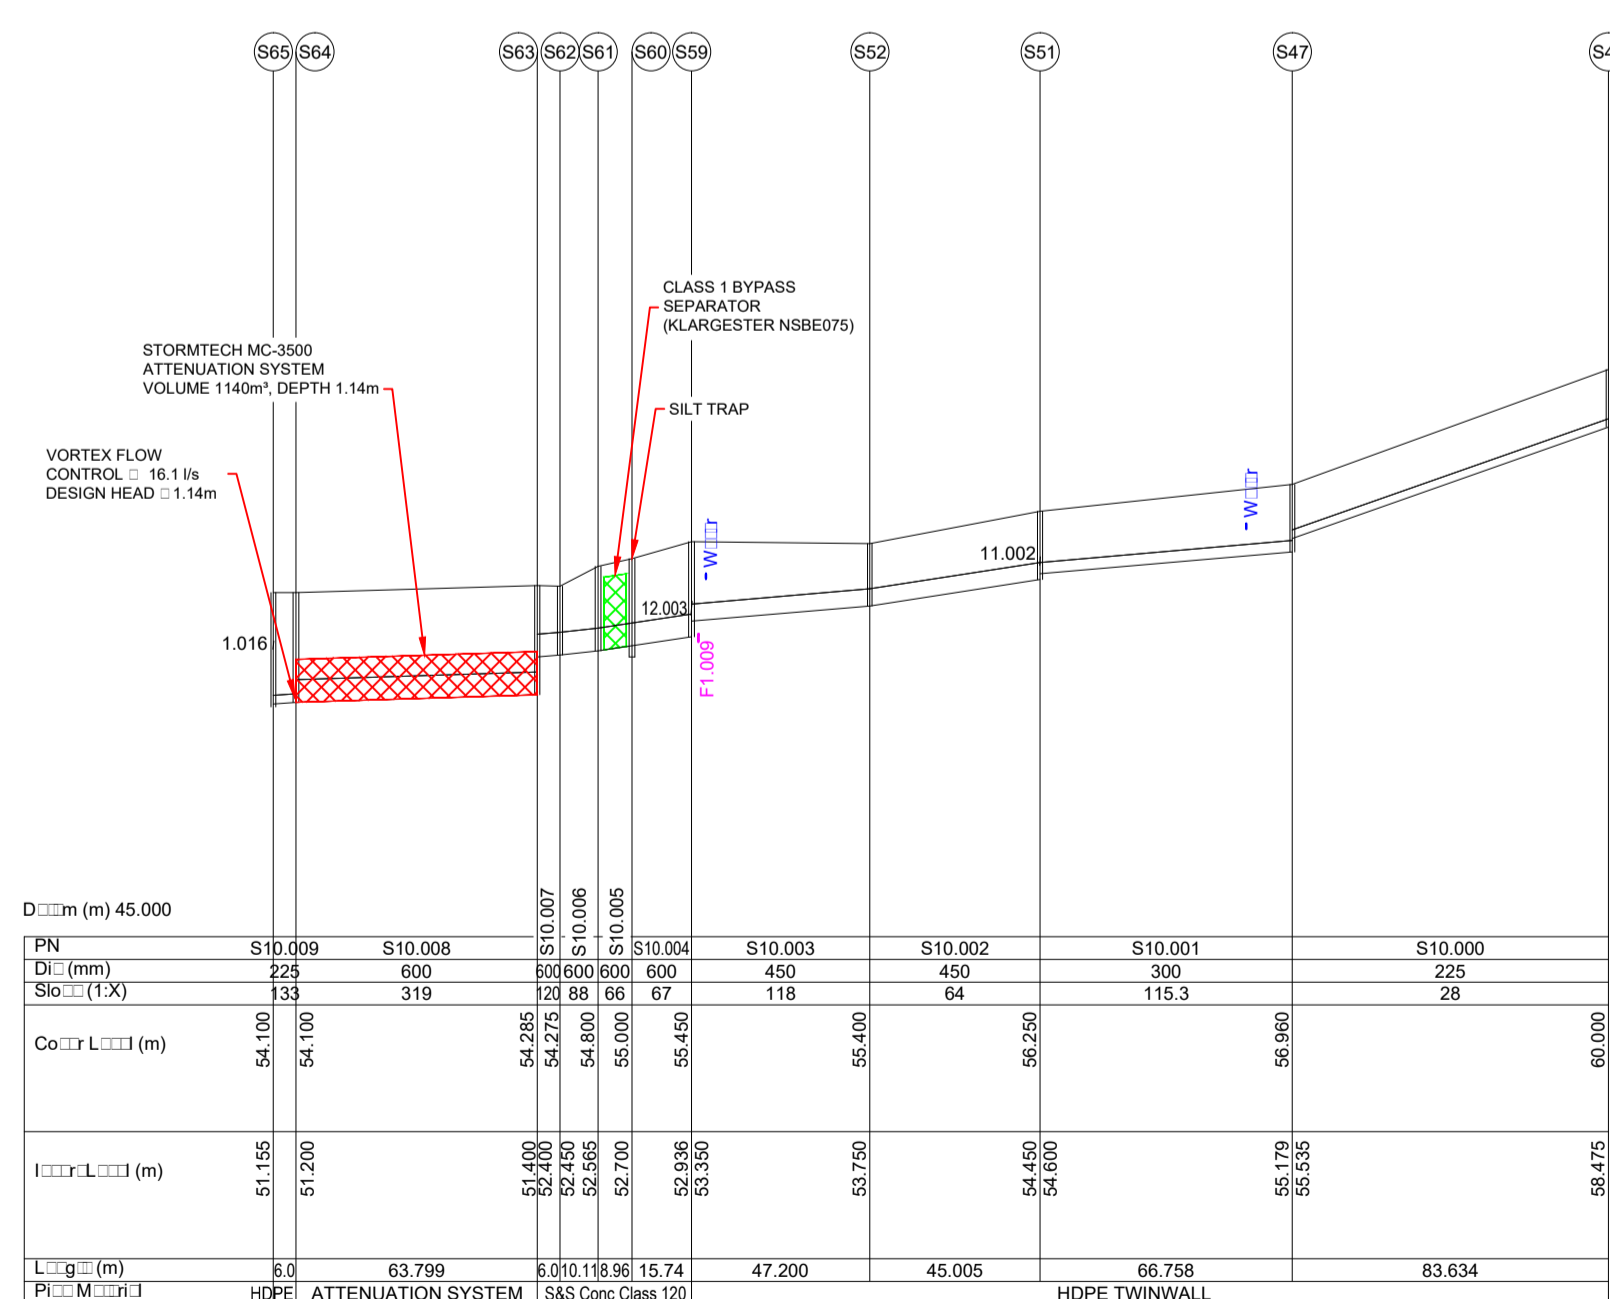 S65 S64 S63 S62 S61 S60 S59 S52 S51 S47
CLASS 1 BYPASS
SEPARATOR
(KLARGESTER NSBE075)
STORMTECH MC-3500
ATTENUATION SYSTEM
VOLUME 1140m³, DEPTH 1.14m
SILT TRAP
VORTEX FLOW
CONTROL □ 16.1 l/s
DESIGN HEAD □ 1.14m
W□□□r
W□□□r
11.002
12.003
1.016
F1.009
D□□□m (m) 45.000
PN S10.009 S10.008 S10.007 S10.006 S10.005 S10.004 S10.003 S10.002 S10.001 S10.000
Di□ (mm) 225 600 600 600 600 600 450 450 300 225
Slo□□ (1:X) 133 319 120 88 66 67 118 64 115.3 28
Co□□r L□□□l (m) 54.100 54.100 54.285 54.275 54.800 55.000 55.450 55.400 56.250 56.960 60.000
I□□□r□ L□□□l (m) 51.155 51.200 51.400 52.400 52.450 52.565 52.700 52.936 53.350 53.750 54.450 54.600 55.179 55.535 58.475
L□□g□□ (m) 6.0 63.799 6.0 10.11 8.96 15.74 47.200 45.005 66.758 83.634
Pi□□ M□□□ri□l HDPE ATTENUATION SYSTEM S&S Conc Class 120 HDPE TWINWALL